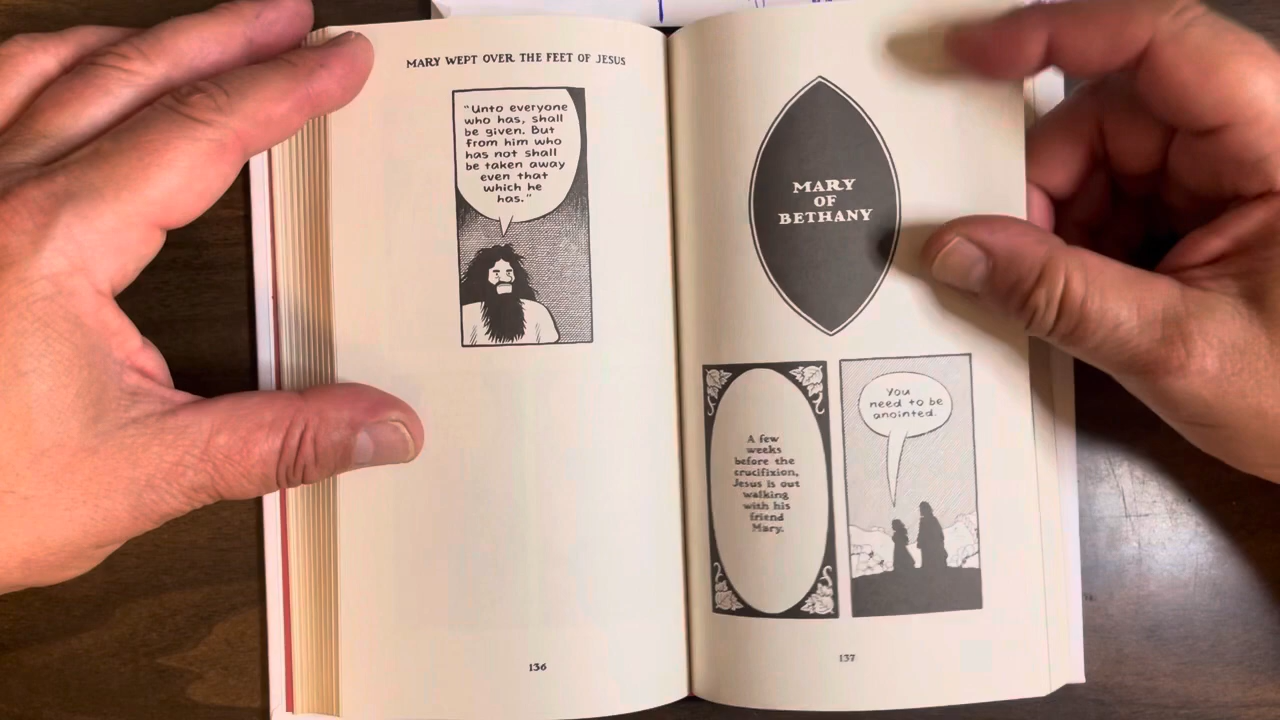 MARY WEPT OVER THE FEET OF JESUS
"Unto everyone
who has, shall
be given. But
from him who
has not shall
be taken away
even that
which he
has."
136
MARY
OF
BETHANY
A few
weeks
before the
crucifixion,
Jesus is out
walking
with his
friend
Mary.
You
need to be
anointed.
137